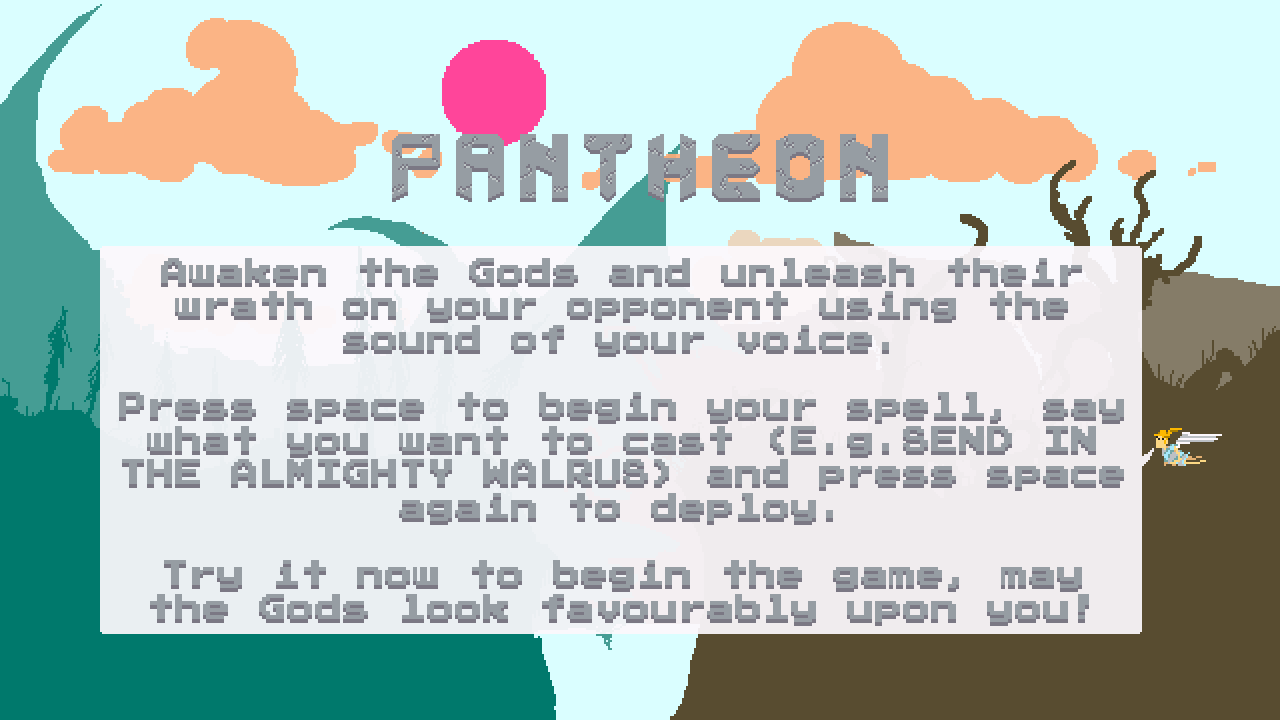 PANTHEON
Awaken the Gods and unleash their
wrath on your opponent using the
sound of your voice.
Press space to begin your spell, say
what you want to cast (E.g.SEND IN
THE ALMIGHTY WALRUS) and press space
again to deploy.
Try it now to begin the game, may
the Gods look favourably upon you!